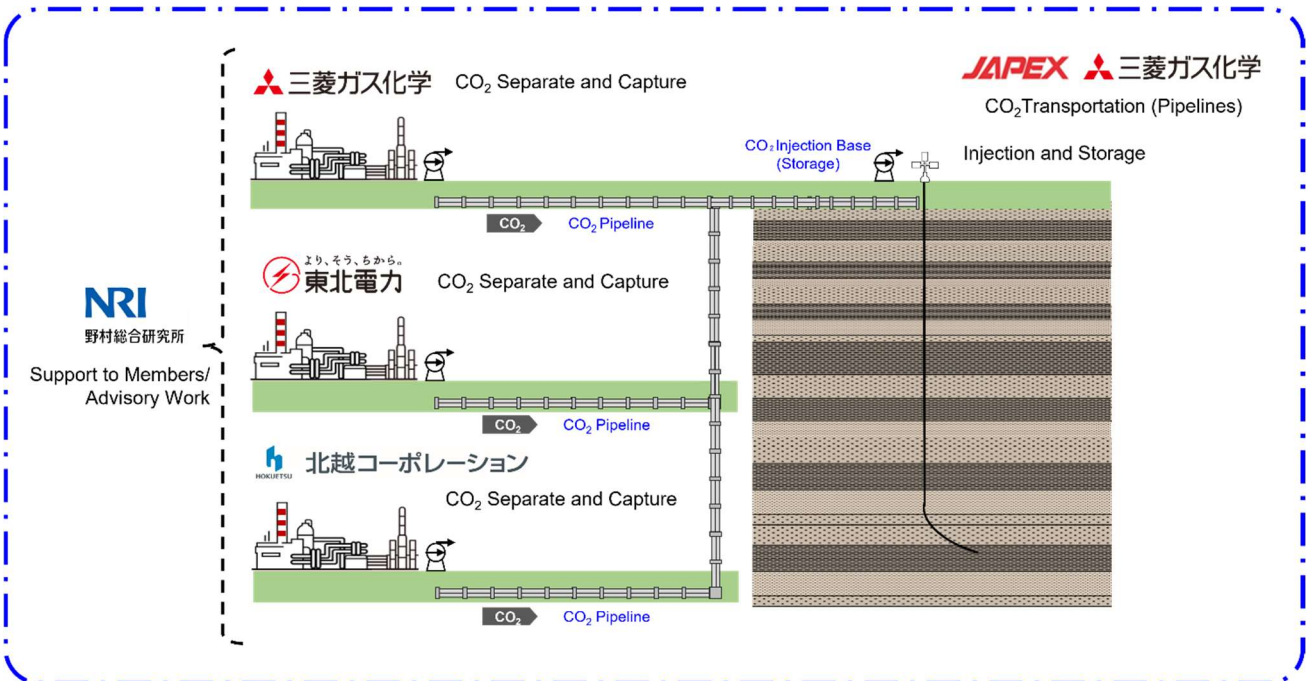 三菱ガス化学
CO₂ Separate and Capture
JAPEX 三菱ガス化学
CO₂Transportation (Pipelines)
CO₂ Injection Base
(Storage)
Injection and Storage
CO₂
CO₂ Pipeline
より、そう、ちから。
東北電力
CO₂ Separate and Capture
NRI
野村総合研究所
Support to Members/
Advisory Work
CO₂
CO₂ Pipeline
HOKUETSU
北越コーポレーション
CO₂ Separate and Capture
CO₂
CO₂ Pipeline